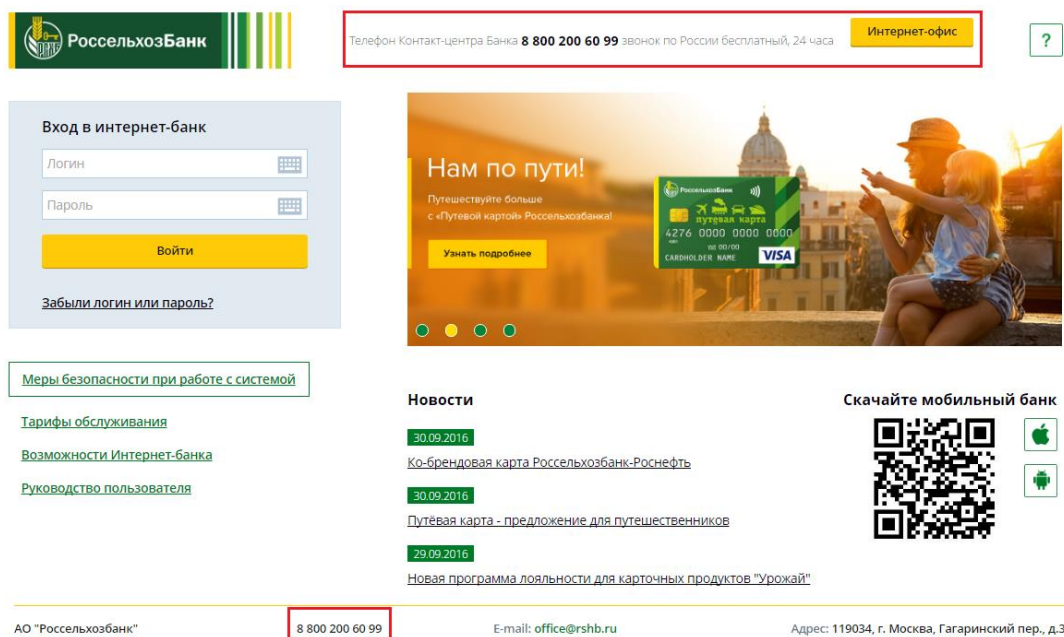 РоссельхозБанк
Телефон Контакт-центра Банка 8 800 200 60 99 звонок по России бесплатный, 24 часа
Интернет-офис
?
Вход в интернет-банк
Логин
Пароль
Войти
Забыли логин или пароль?
Нам по пути!
Путешествуйте больше
с «Путевой картой» Россельхозбанка!
Узнать подробнее
РоссельхозБанк
путевая карта
4276 0000 0000 0000
00/00
CARDHOLDER NAME
VISA
Меры безопасности при работе с системой
Тарифы обслуживания
Возможности Интернет-банка
Руководство пользователя
Новости
30.09.2016
Ко-брендовая карта Россельхозбанк-Роснефть
30.09.2016
Путёвая карта - предложение для путешественников
29.09.2016
Новая программа лояльности для карточных продуктов "Урожай"
Скачайте мобильный банк
АО "Россельхозбанк"
8 800 200 60 99
E-mail: office@rshb.ru
Адрес: 119034, г. Москва, Гагаринский пер., д.3